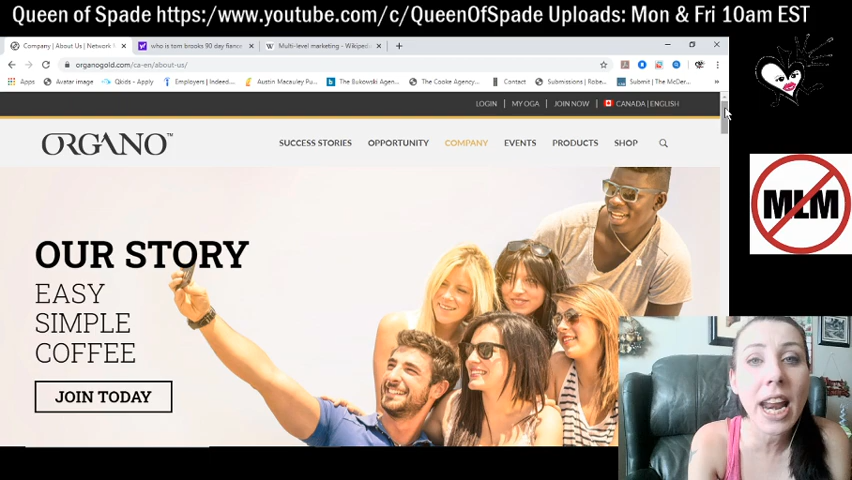 Queen of Spade https:/www.youtube.com/c/QueenOfSpade Uploads: Mon & Fri 10am EST
Company | About Us | Network
who is tom brooks 90 day fianc
Multi-level marketing - Wikiped
organogold.com/ca-en/about-us/
Apps
Avatar image
Qkids - Apply
Employers | Indeed...
Austin Macauley Pu...
The Bukowski Agen...
The Cooke Agency...
Contact
Submissions | Robe...
Submit | The McDer...
LOGIN | MY OGA | JOIN NOW | CANADA | ENGLISH
ORGANO™
SUCCESS STORIES OPPORTUNITY COMPANY EVENTS PRODUCTS SHOP
MLM
OUR STORY
EASY
SIMPLE
COFFEE
JOIN TODAY